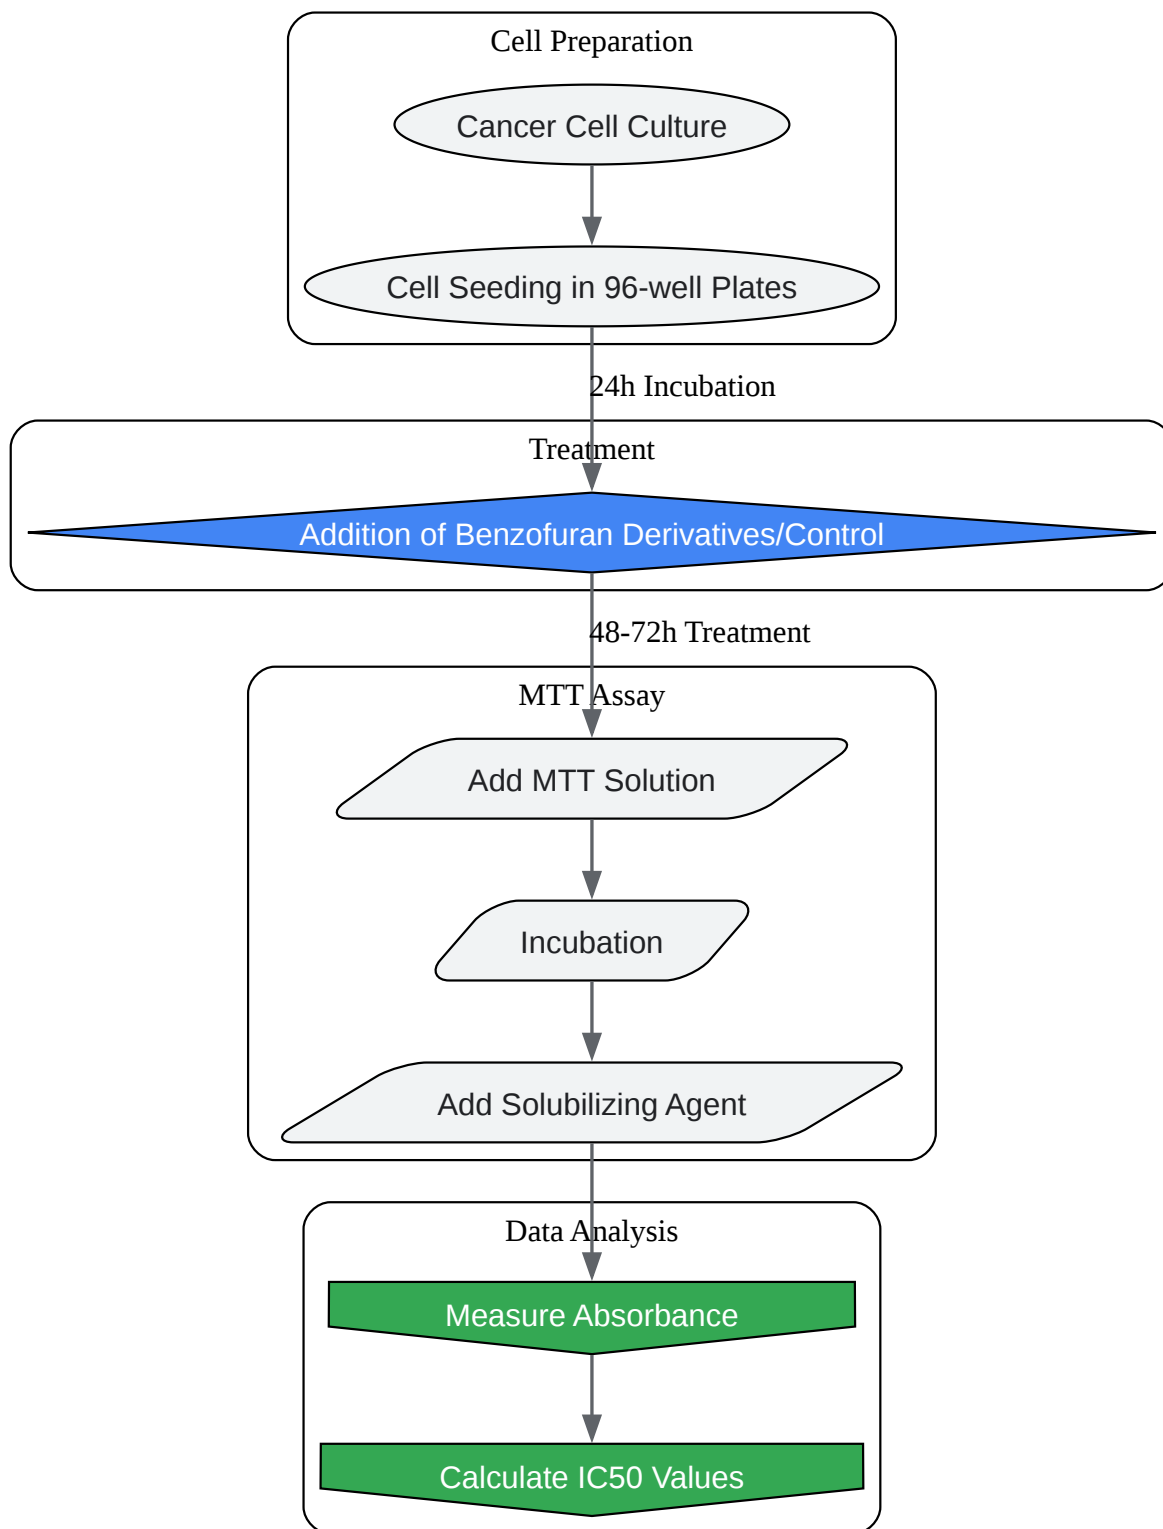 Cell Preparation
Cancer Cell Culture
Cell Seeding in 96-well Plates
24h Incubation
Treatment
Addition of Benzofuran Derivatives/Control
48-72h Treatment
MTT Assay
Add MTT Solution
Incubation
Add Solubilizing Agent
Data Analysis
Measure Absorbance
Calculate IC50 Values